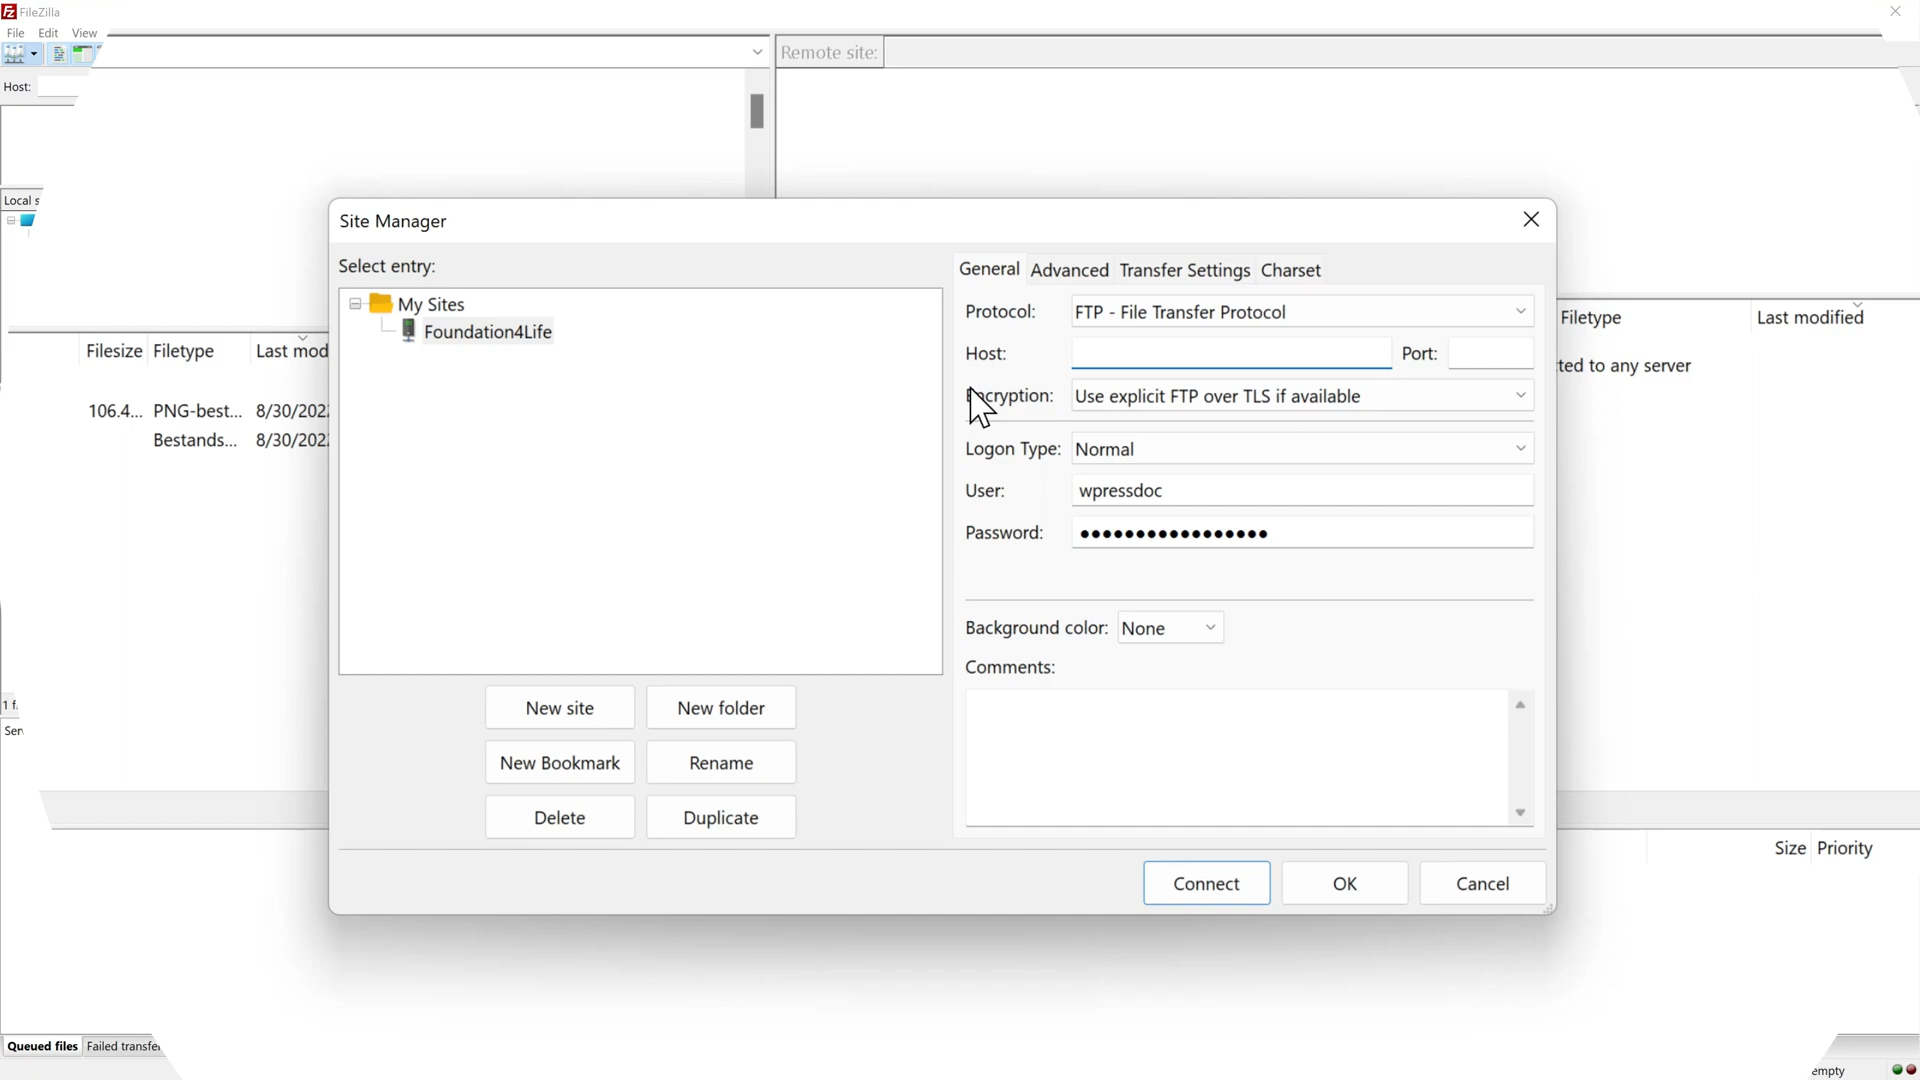 FileZilla
File Edit View
Remote site:
Host:
Local s
Site Manager
Select entry:
My Sites
Foundation4Life
General Advanced Transfer Settings Charset
Protocol: FTP - File Transfer Protocol
Host: Port:
Encryption: Use explicit FTP over TLS if available
Logon Type: Normal
User: wpressdoc
Password: ●●●●●●●●●●●●●●●●●
Background color: None
Comments:
New site New folder
New Bookmark Rename
Delete Duplicate
Connect OK Cancel
Filesize Filetype Last mod
106.4... PNG-best... 8/30/202
Bestands... 8/30/202
Filetype Last modified
ted to any server
1 f
Ser
Size Priority
Queued files Failed transfe
empty